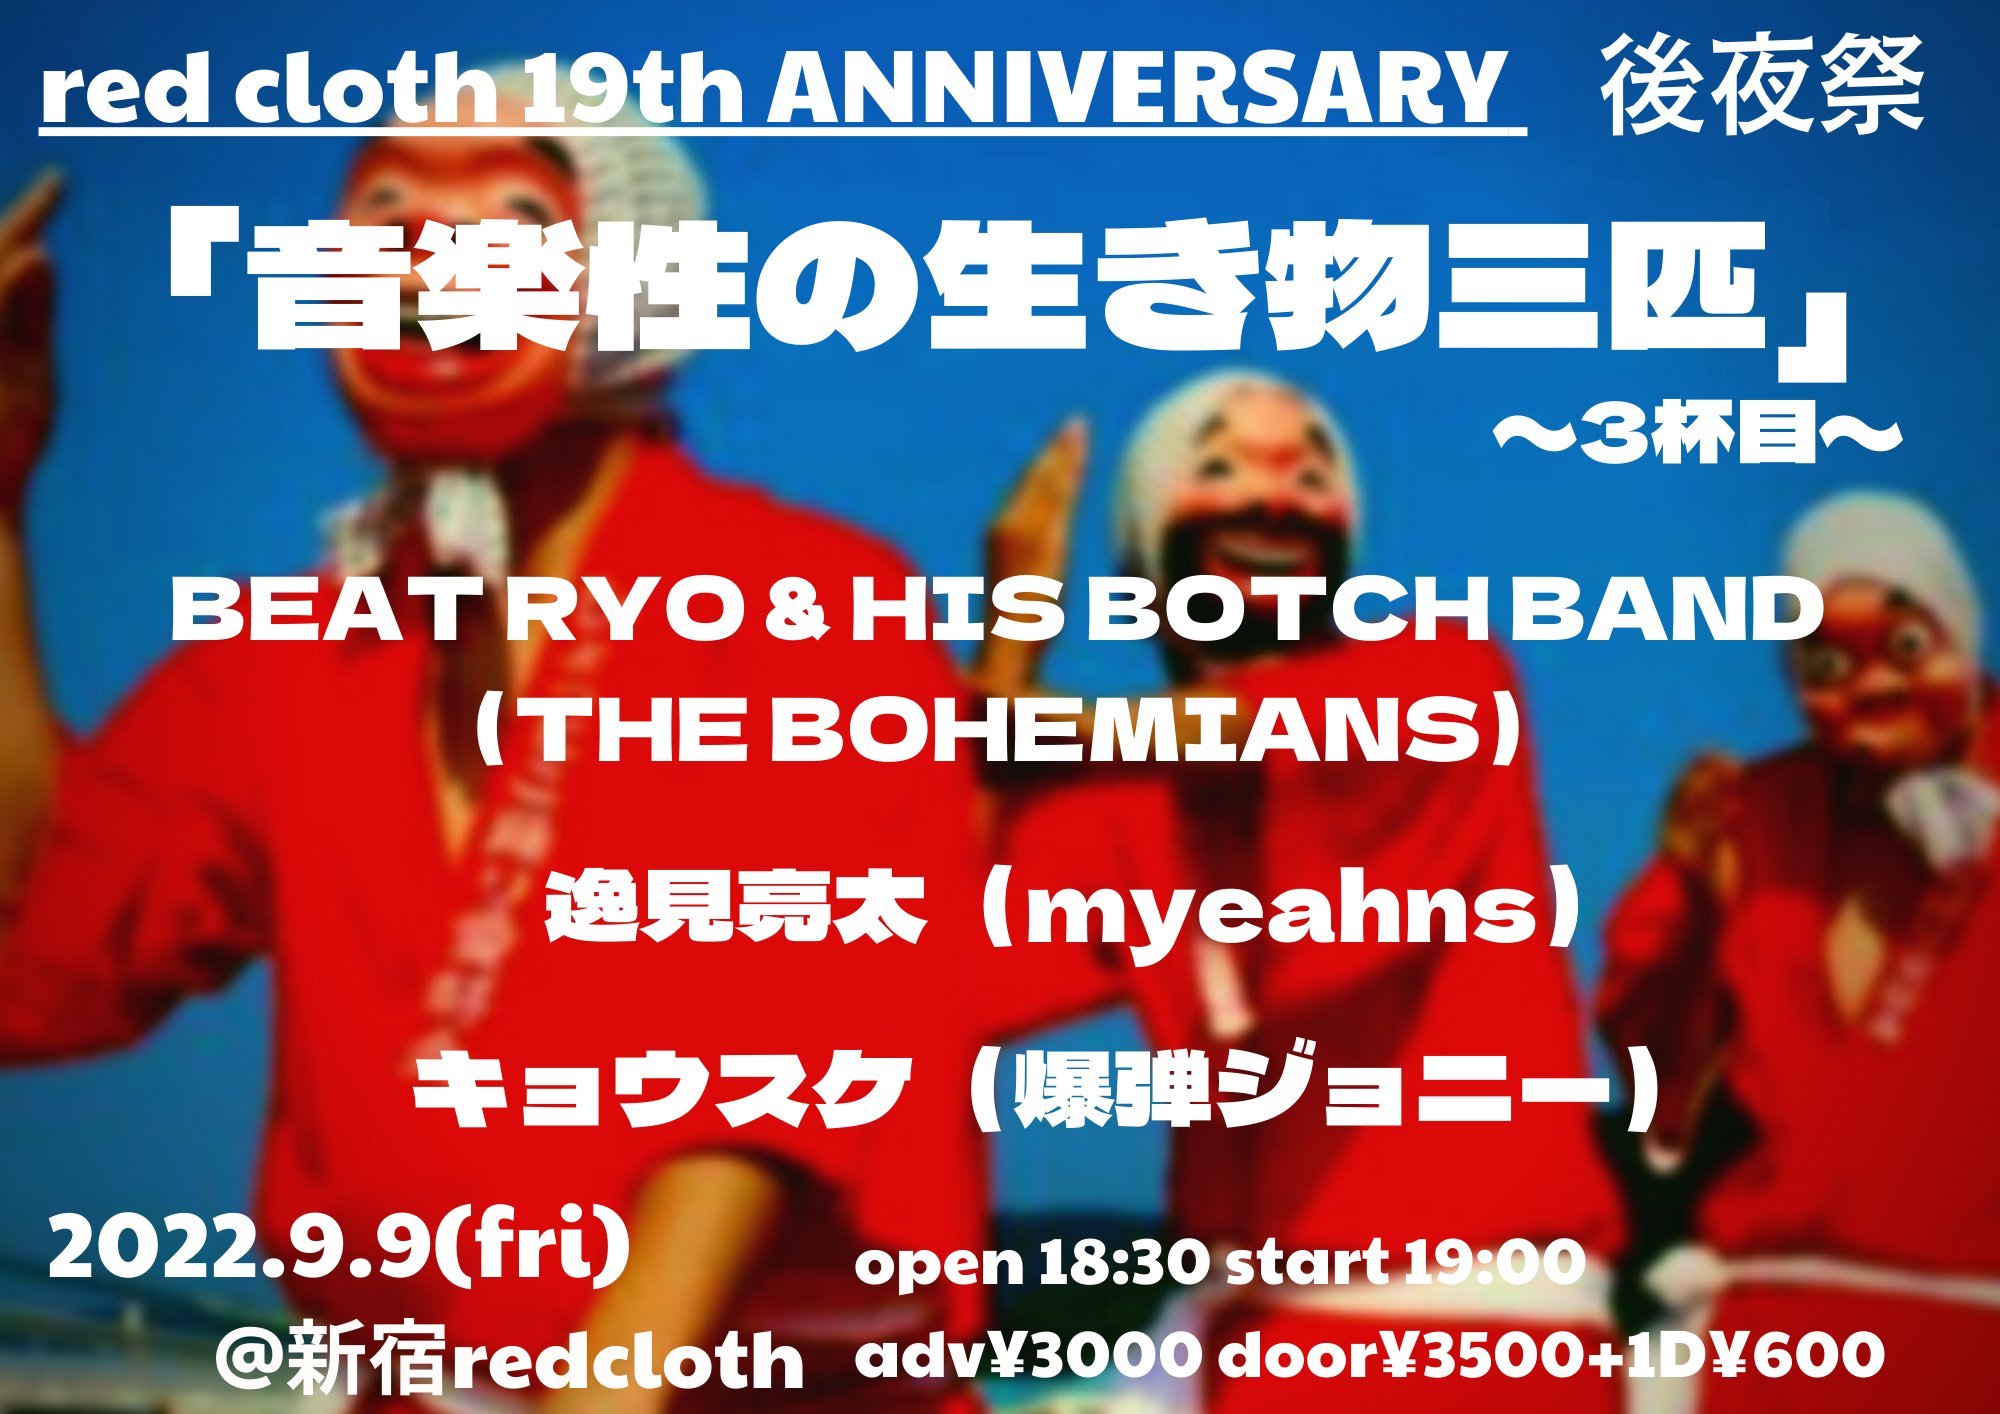 red cloth 19th ANNIVERSARY 後夜祭
「音楽性の生き物三匹」
〜3杯目〜
BEAT RYO & HIS BOTCH BAND
(THE BOHEMIANS)
逸見亮太（myeahns）
キョウスケ（爆弾ジョニー）
2022.9.9(fri)
@新宿redcloth
open 18:30 start 19:00
adv¥3000 door¥3500+1D¥600